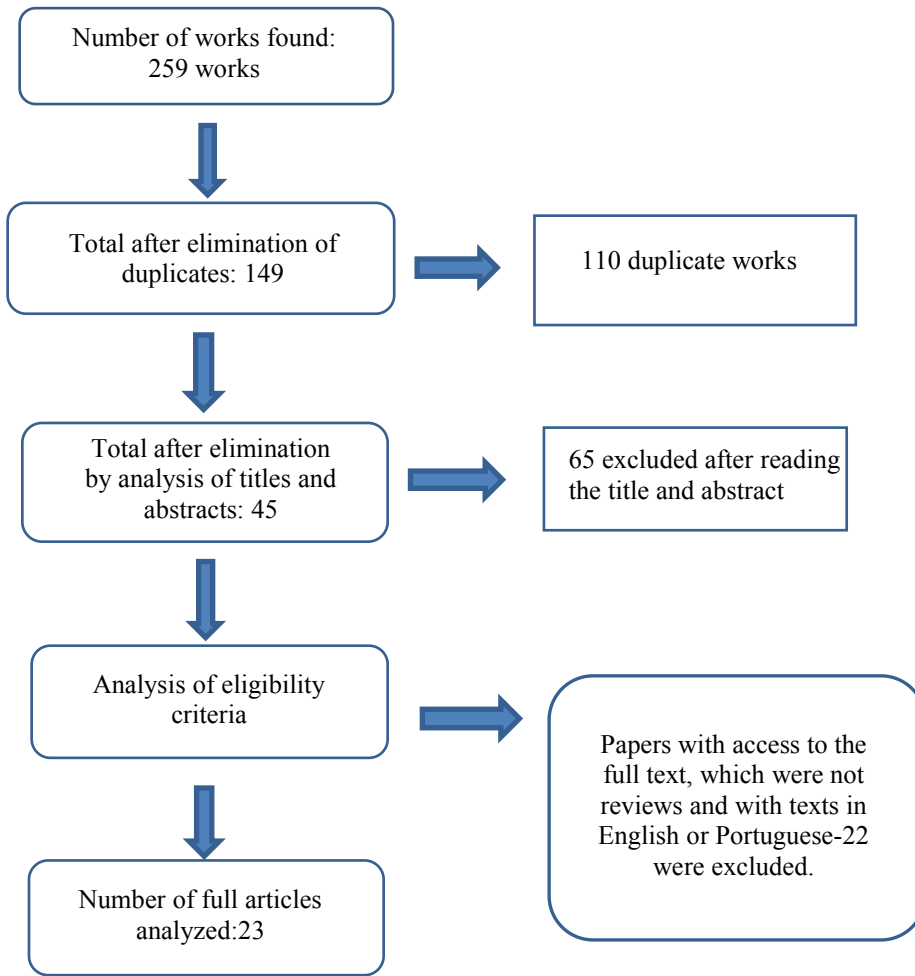 Number of works found:
259 works
Total after elimination of
duplicates: 149
110 duplicate works
Total after elimination
by analysis of titles and
abstracts: 45
65 excluded after reading
the title and abstract
Analysis of eligibility
criteria
Papers with access to the
full text, which were not
reviews and with texts in
English or Portuguese-22
were excluded.
Number of full articles
analyzed:23